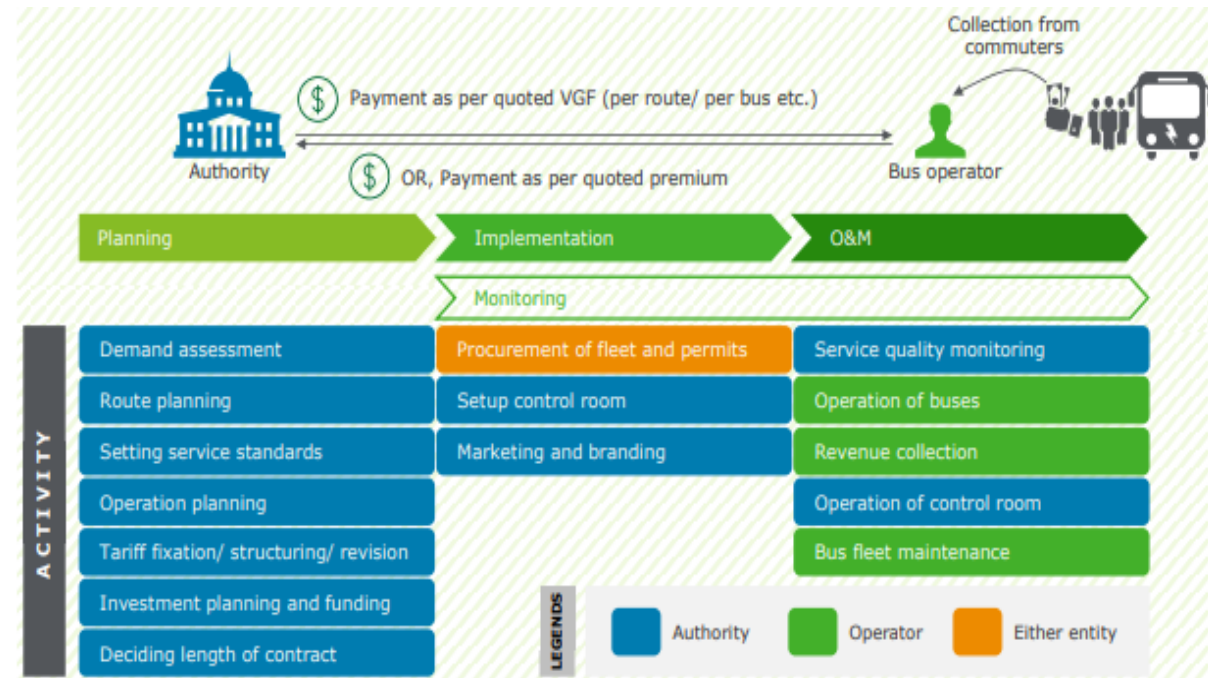 Collection from
commuters
$ Payment as per quoted VGF (per route/ per bus etc.)
Authority
Bus operator
$ OR, Payment as per quoted premium
Planning
Implementation
O&M
Monitoring
ACTIVITY
Demand assessment
Procurement of fleet and permits
Service quality monitoring
Route planning
Setup control room
Operation of buses
Setting service standards
Marketing and branding
Revenue collection
Operation planning
Operation of control room
Tariff fixation/ structuring/ revision
Bus fleet maintenance
Investment planning and funding
Deciding length of contract
LEGENDS
Authority
Operator
Either entity